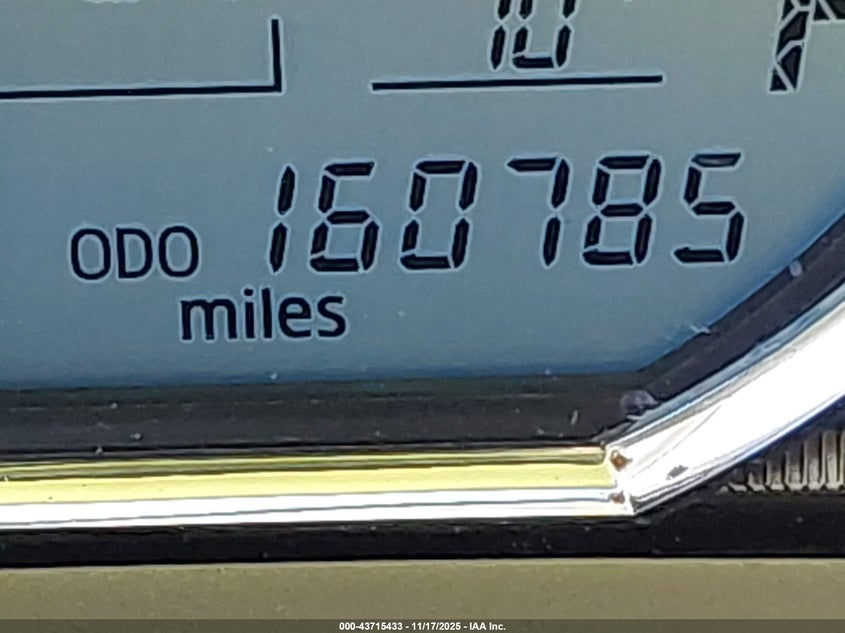 10
ODO 160785
miles
000-43715433 - 11/17/2025 - IAA Inc.